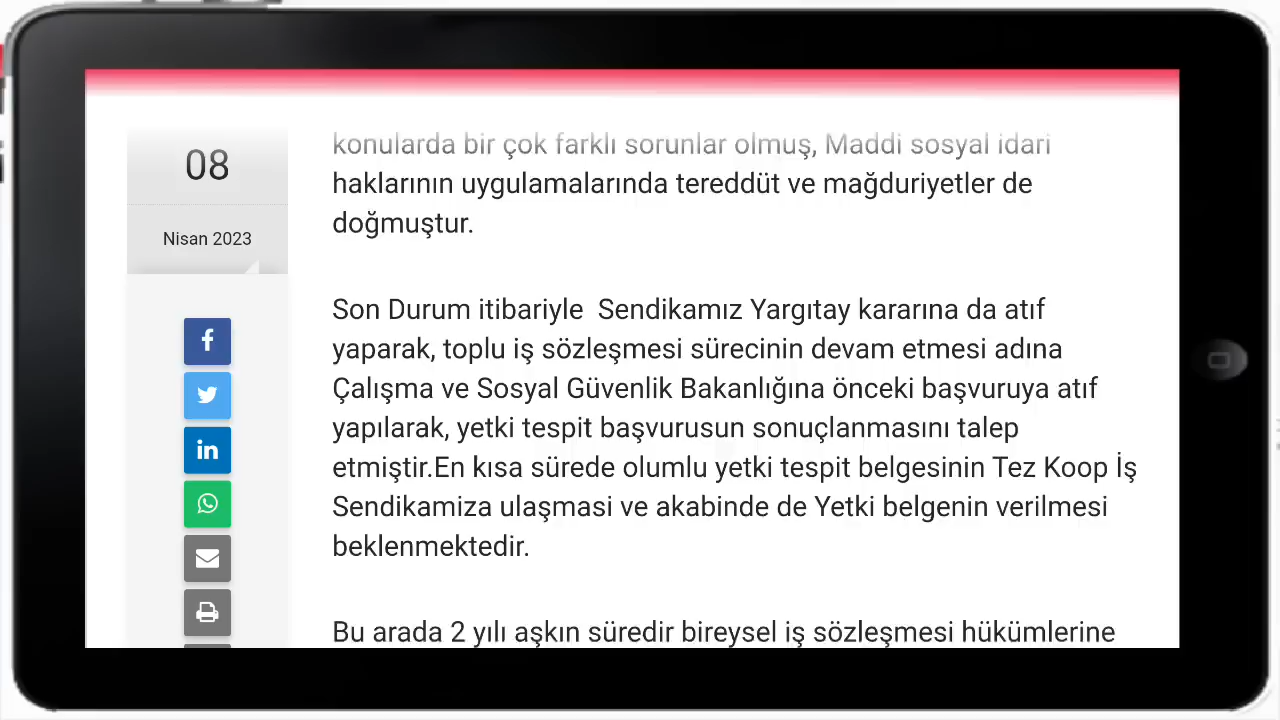 08
Nisan 2023
konularda bir çok farklı sorunlar olmuş, Maddi sosyal idari
haklarının uygulamalarında tereddüt ve mağduriyetler de
doğmuştur.
Son Durum itibariyle Sendikamız Yargıtay kararına da atıf
yaparak, toplu iş sözleşmesi sürecinin devam etmesi adına
Çalışma ve Sosyal Güvenlik Bakanlığına önceki başvuruya atıf
yapılarak, yetki tespit başvurusun sonuçlanmasını talep
etmiştir.En kısa sürede olumlu yetki tespit belgesinin Tez Koop İş
Sendikamiza ulaşmasi ve akabinde de Yetki belgenin verilmesi
beklenmektedir.
Bu arada 2 yılı aşkın süredir bireysel iş sözleşmesi hükümlerine